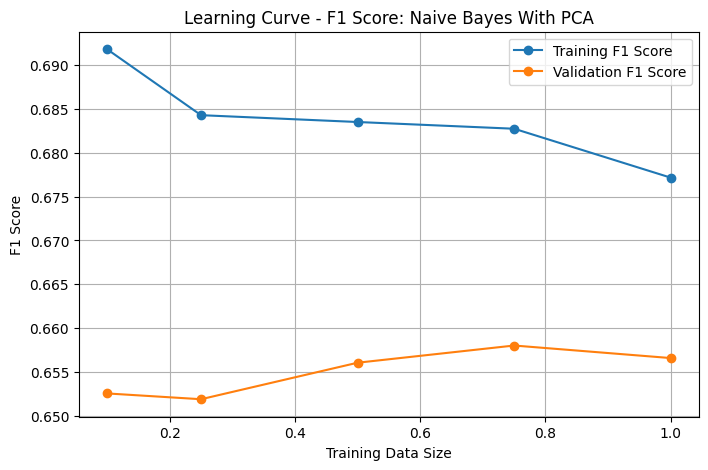 Learning Curve - F1 Score: Naive Bayes With PCA
Training F1 Score
Validation F1 Score
0.690
0.685
0.680
0.675
0.670
0.665
0.660
0.655
0.650
F1 Score
0.2
0.4
0.6
0.8
1.0
Training Data Size